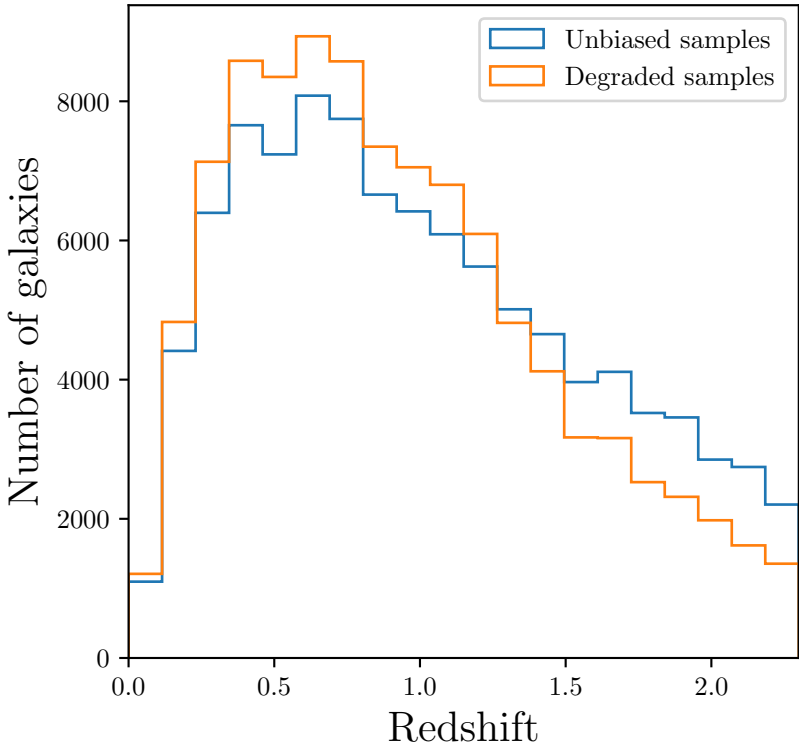 Unbiased samples
Degraded samples
8000
6000
4000
2000
0
Number of galaxies
0.0 0.5 1.0 1.5 2.0
Redshift